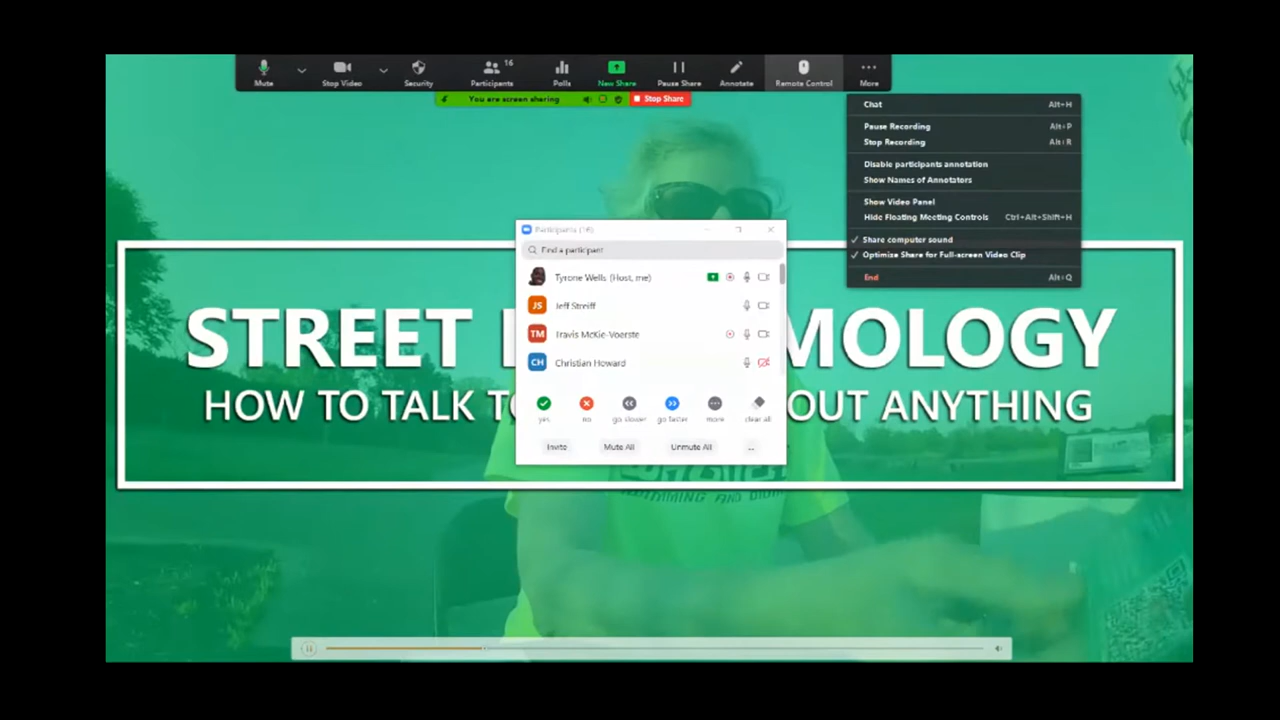 16
Mute Stop Video Security Participants Polls New Share Pause Share Annotate Remote Control More
You are screen sharing Stop Share
Chat Alt+H
Pause Recording Alt+P
Stop Recording Alt+R
Disable participants annotation
Show Names of Annotators
Show Video Panel
Hide Floating Meeting Controls Ctrl+Alt+Shift+H
Share computer sound
Optimize Share for Full-screen Video Clip
End Alt+Q
Participants (16)
Find a participant
Tyrone Wells (Host, me)
JS Jeff Streiff
TM Travis McKie-Voerste
CH Christian Howard
yes no go slower go faster more clear all
Invite Mute All Unmute All ...
STREET MOLOGY
HOW TO TALK OUT ANYTHING